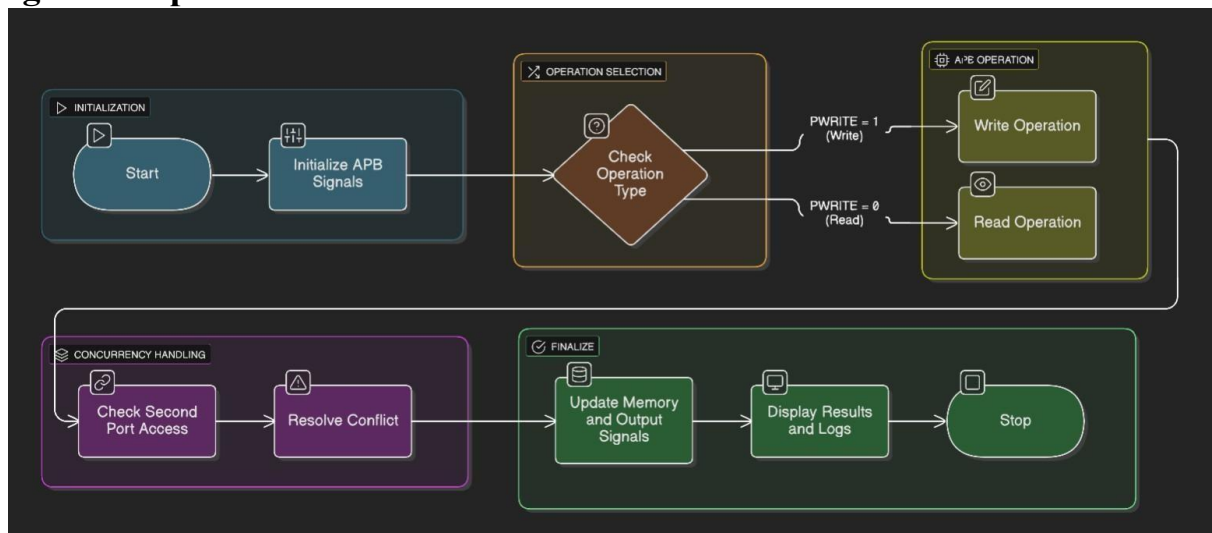 INITIALIZATION
Start
Initialize APB
Signals
OPERATION SELECTION
Check
Operation
Type
PWRITE = 1
(Write)
PWRITE = 0
(Read)
OPERATION
Write Operation
Read Operation
CONCURRENCY HANDLING
Check Second
Port Access
Resolve Conflict
FINALIZE
Update Memory
and Output
Signals
Display Results
and Logs
Stop